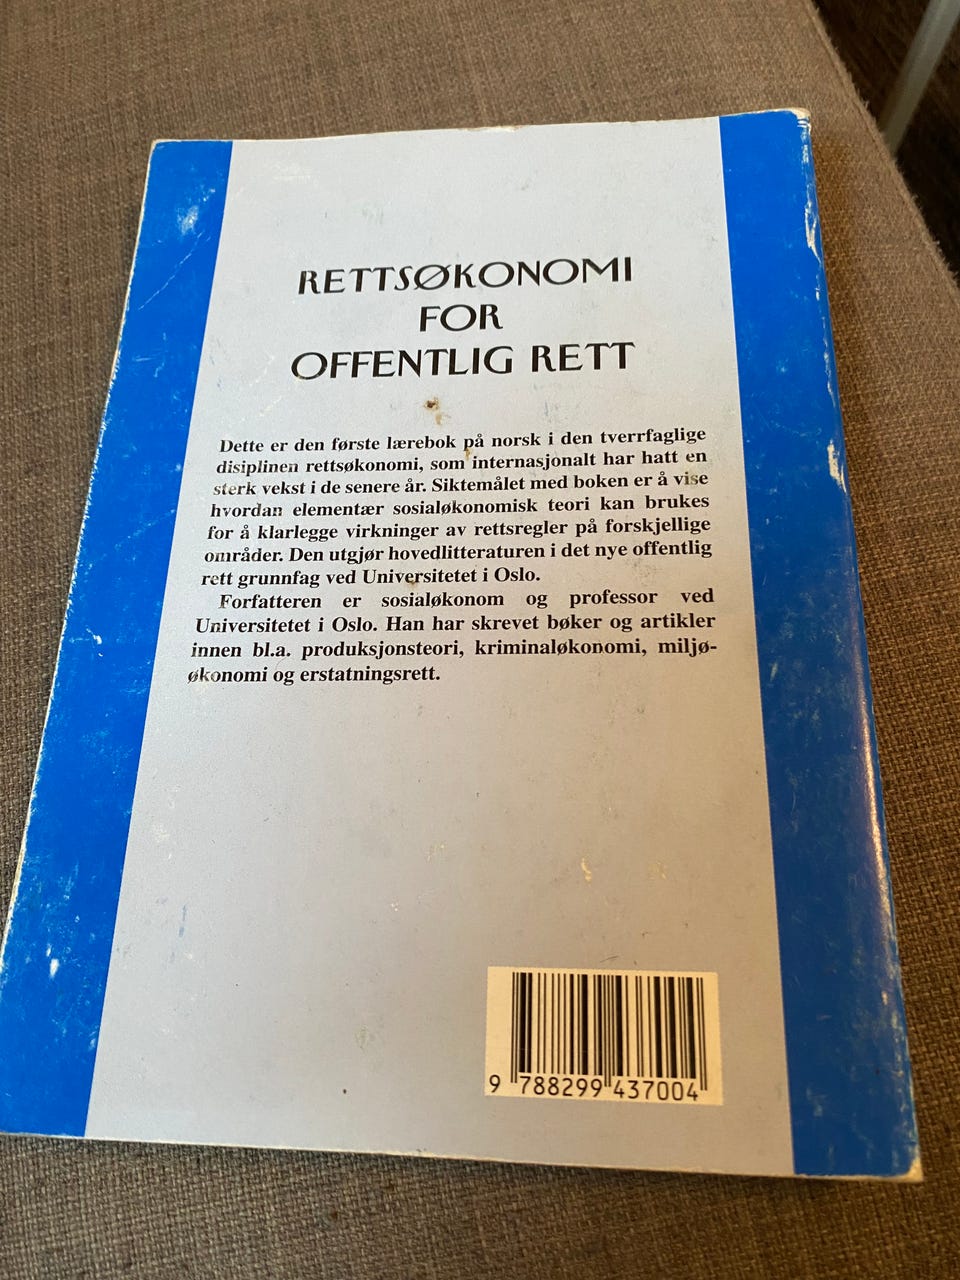 RETTSØKONOMI
FOR
OFFENTLIG RETT
Dette er den første lærebok på norsk i den tverrfaglige
disiplinen rettsøkonomi, som internasjonalt har hatt en
sterk vekst i de senere år. Siktemålet med boken er å vise
hvordan elementær sosialøkonomisk teori kan brukes
for å klarlegge virkninger av rettsregler på forskjellige
områder. Den utgjør hovedlitteraturen i det nye offentlig
rett grunnfag ved Universitetet i Oslo.
Forfatteren er sosialøkonom og professor ved
Universitetet i Oslo. Han har skrevet bøker og artikler
innen bl.a. produksjonsteori, kriminaløkonomi, miljø-
økonomi og erstatningsrett.
9 788299 437004